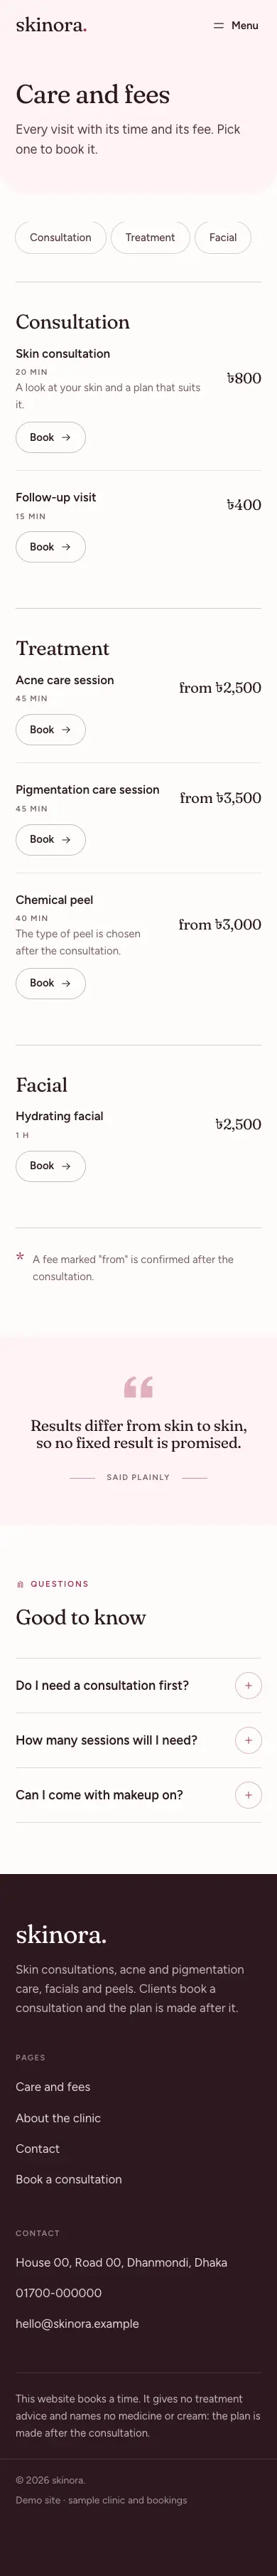 skinora.
Menu
Care and fees
Every visit with its time and its fee. Pick
one to book it.
Consultation
Treatment
Facial
Consultation
Skin consultation
20 MIN
A look at your skin and a plan that suits
it.
৳800
Book →
Follow-up visit
15 MIN
৳400
Book →
Treatment
Acne care session
45 MIN
from ৳2,500
Book →
Pigmentation care session
45 MIN
from ৳3,500
Book →
Chemical peel
40 MIN
The type of peel is chosen
after the consultation.
from ৳3,000
Book →
Facial
Hydrating facial
1 H
৳2,500
Book →
* A fee marked "from" is confirmed after the
consultation.
“
Results differ from skin to skin,
so no fixed result is promised.
SAID PLAINLY
QUESTIONS
Good to know
Do I need a consultation first? +
How many sessions will I need? +
Can I come with makeup on? +
skinora.
Skin consultations, acne and pigmentation
care, facials and peels. Clients book a
consultation and the plan is made after it.
PAGES
Care and fees
About the clinic
Contact
Book a consultation
CONTACT
House 00, Road 00, Dhanmondi, Dhaka
01700-000000
hello@skinora.example
This website books a time. It gives no treatment
advice and names no medicine or cream: the plan is
made after the consultation.
© 2026 skinora.
Demo site · sample clinic and bookings